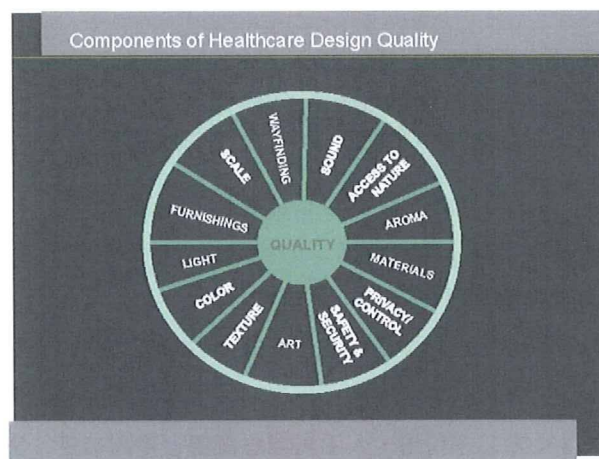 Components of Healthcare Design Quality
WAYFINDING
SOUND
ACCESS TO
NATURE
AROMA
MATERIALS
PRIVACY/
CONTROL
SAFETY &
SECURITY
ART
TEXTURE
COLOR
LIGHT
FURNISHINGS
SCALE
QUALITY